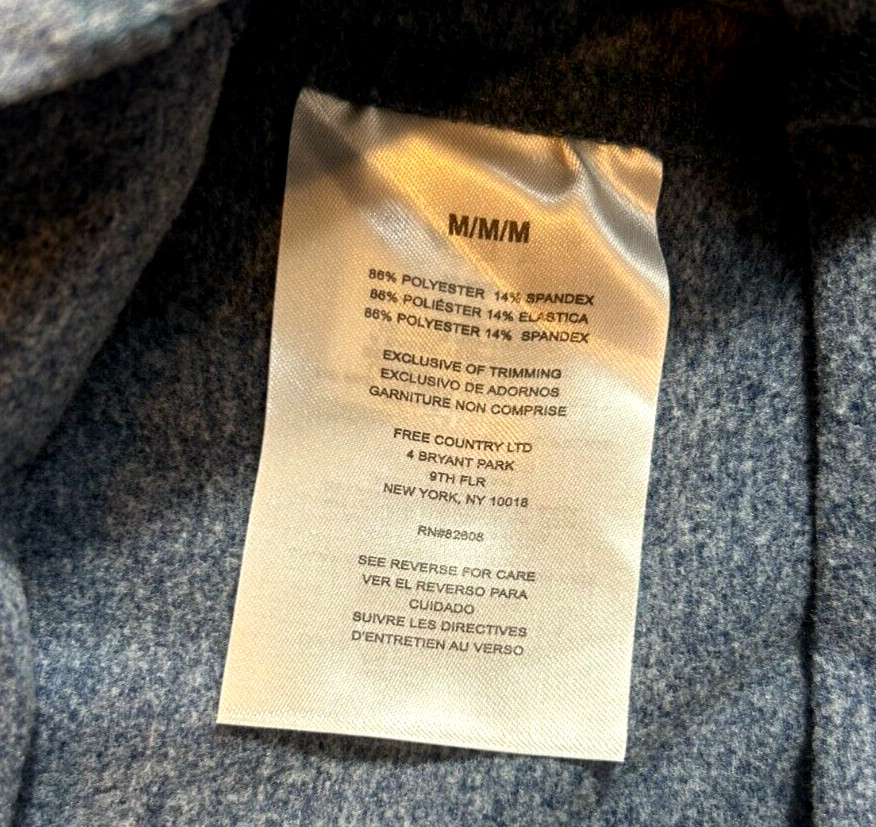 M/M/M
86% POLYESTER 14% SPANDEX
86% POLIÉSTER 14% ELASTICA
86% POLYESTER 14% SPANDEX
EXCLUSIVE OF TRIMMING
EXCLUSIVO DE ADORNOS
GARNITURE NON COMPRISE
FREE COUNTRY LTD
4 BRYANT PARK
9TH FLR
NEW YORK, NY 10018
RN#82608
SEE REVERSE FOR CARE
VER EL REVERSO PARA
CUIDADO
SUIVRE LES DIRECTIVES
D'ENTRETIEN AU VERSO